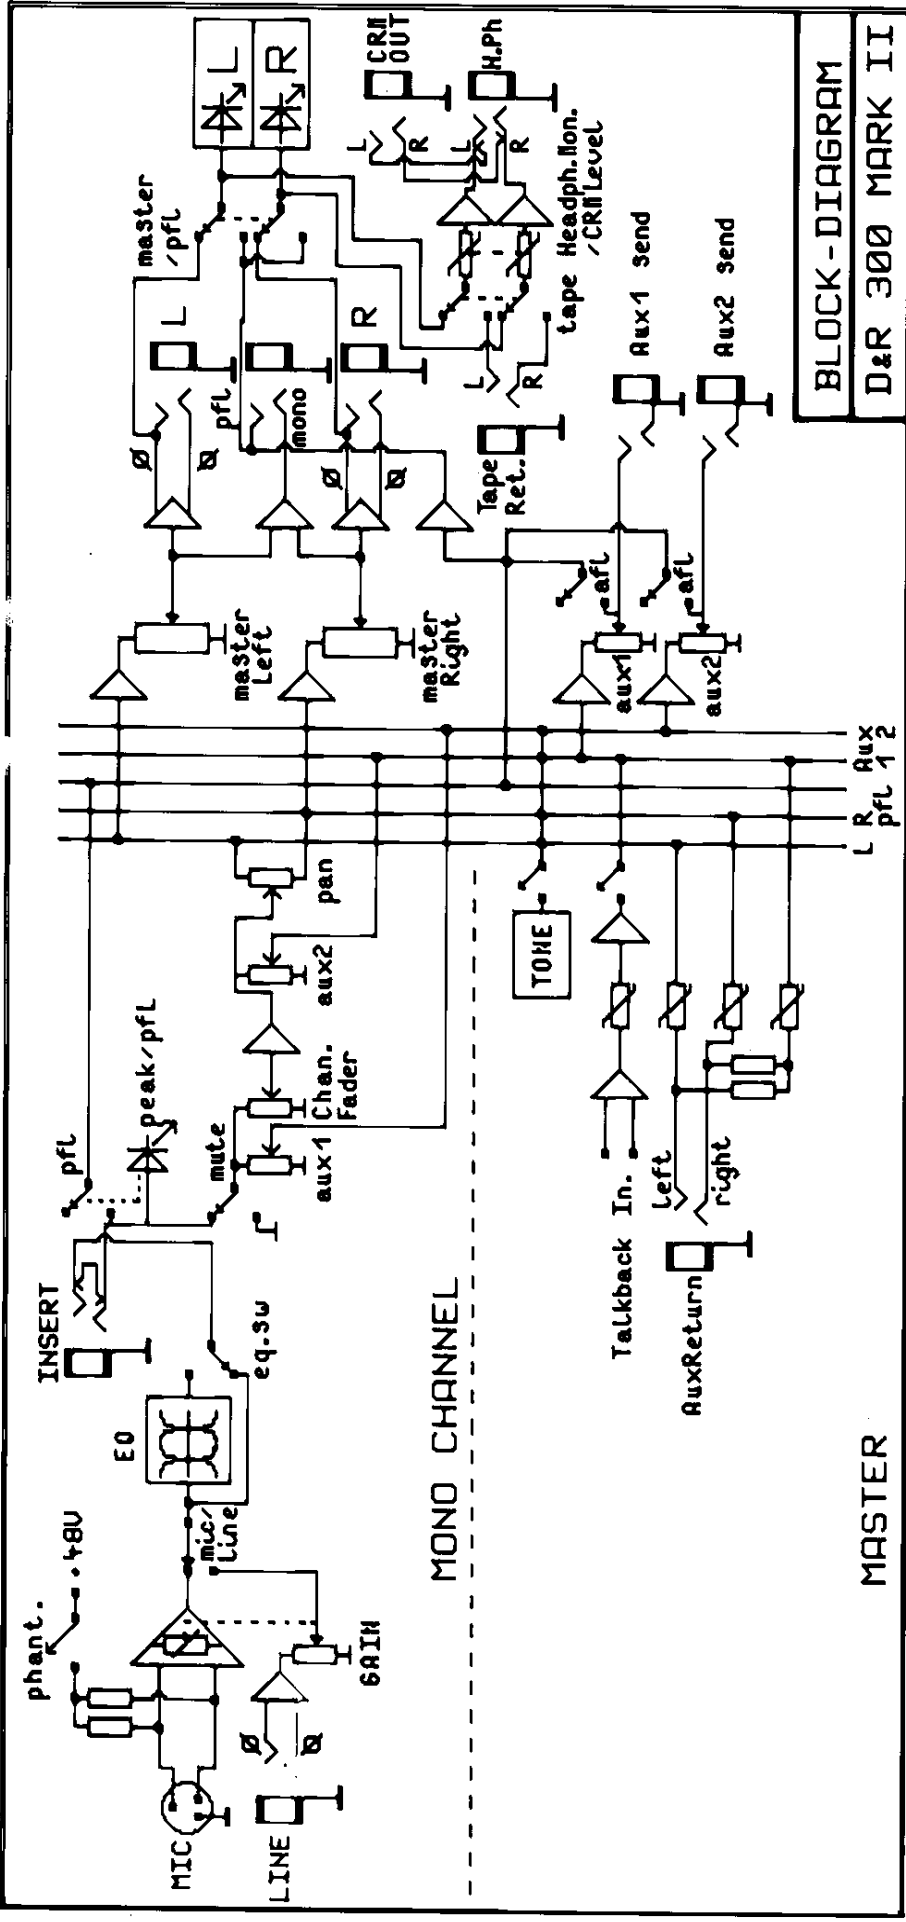 MIC
LINE
phant.
+48V
GAIN
mic/
Line
EQ
eq.sw
INSERT
pfl
peak/pfl
mute
aux1
Chan.
Fader
aux2
pan
MONO CHANNEL
master
Left
master
Right
Ø
Ø
Ø
Ø
Ø
Ø
L
pfl
mono
R
master
/pfl
L
R
CRM
OUT
L
R
H.Ph
L
R
tape Headph.Mon.
/CRMLevel
Tape
Ret.
L
R
TONE
Talkback In.
AuxReturn
left
right
L R
pfl
Aux
1 2
aux1
afl
aux2
afl
Aux1 send
Aux2 send
MASTER
BLOCK-DIAGRAM
D&R 300 MARK II